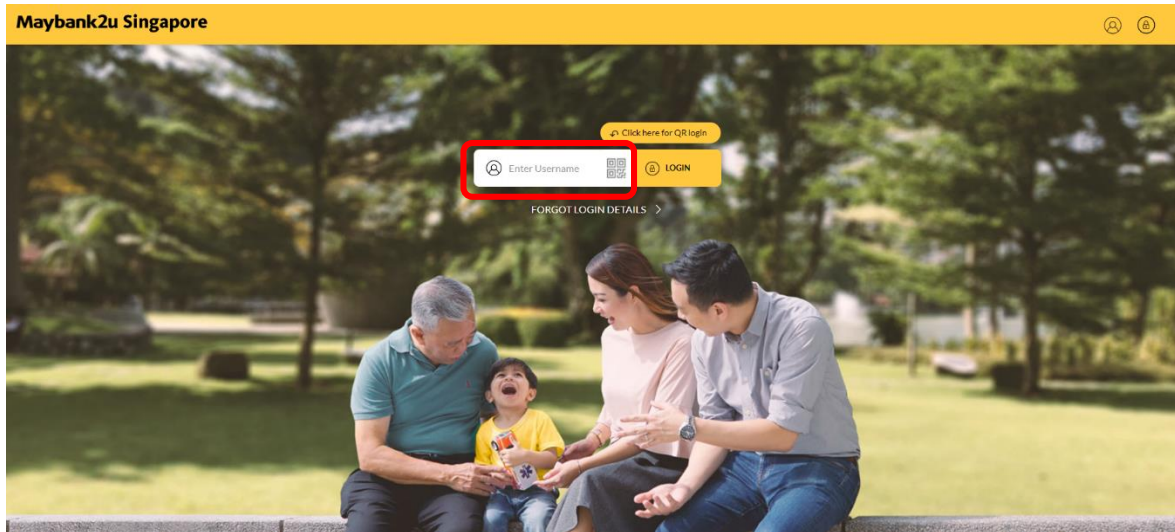 Maybank2u Singapore
Click here for QR login
Enter Username
LOGIN
FORGOT LOGIN DETAILS >